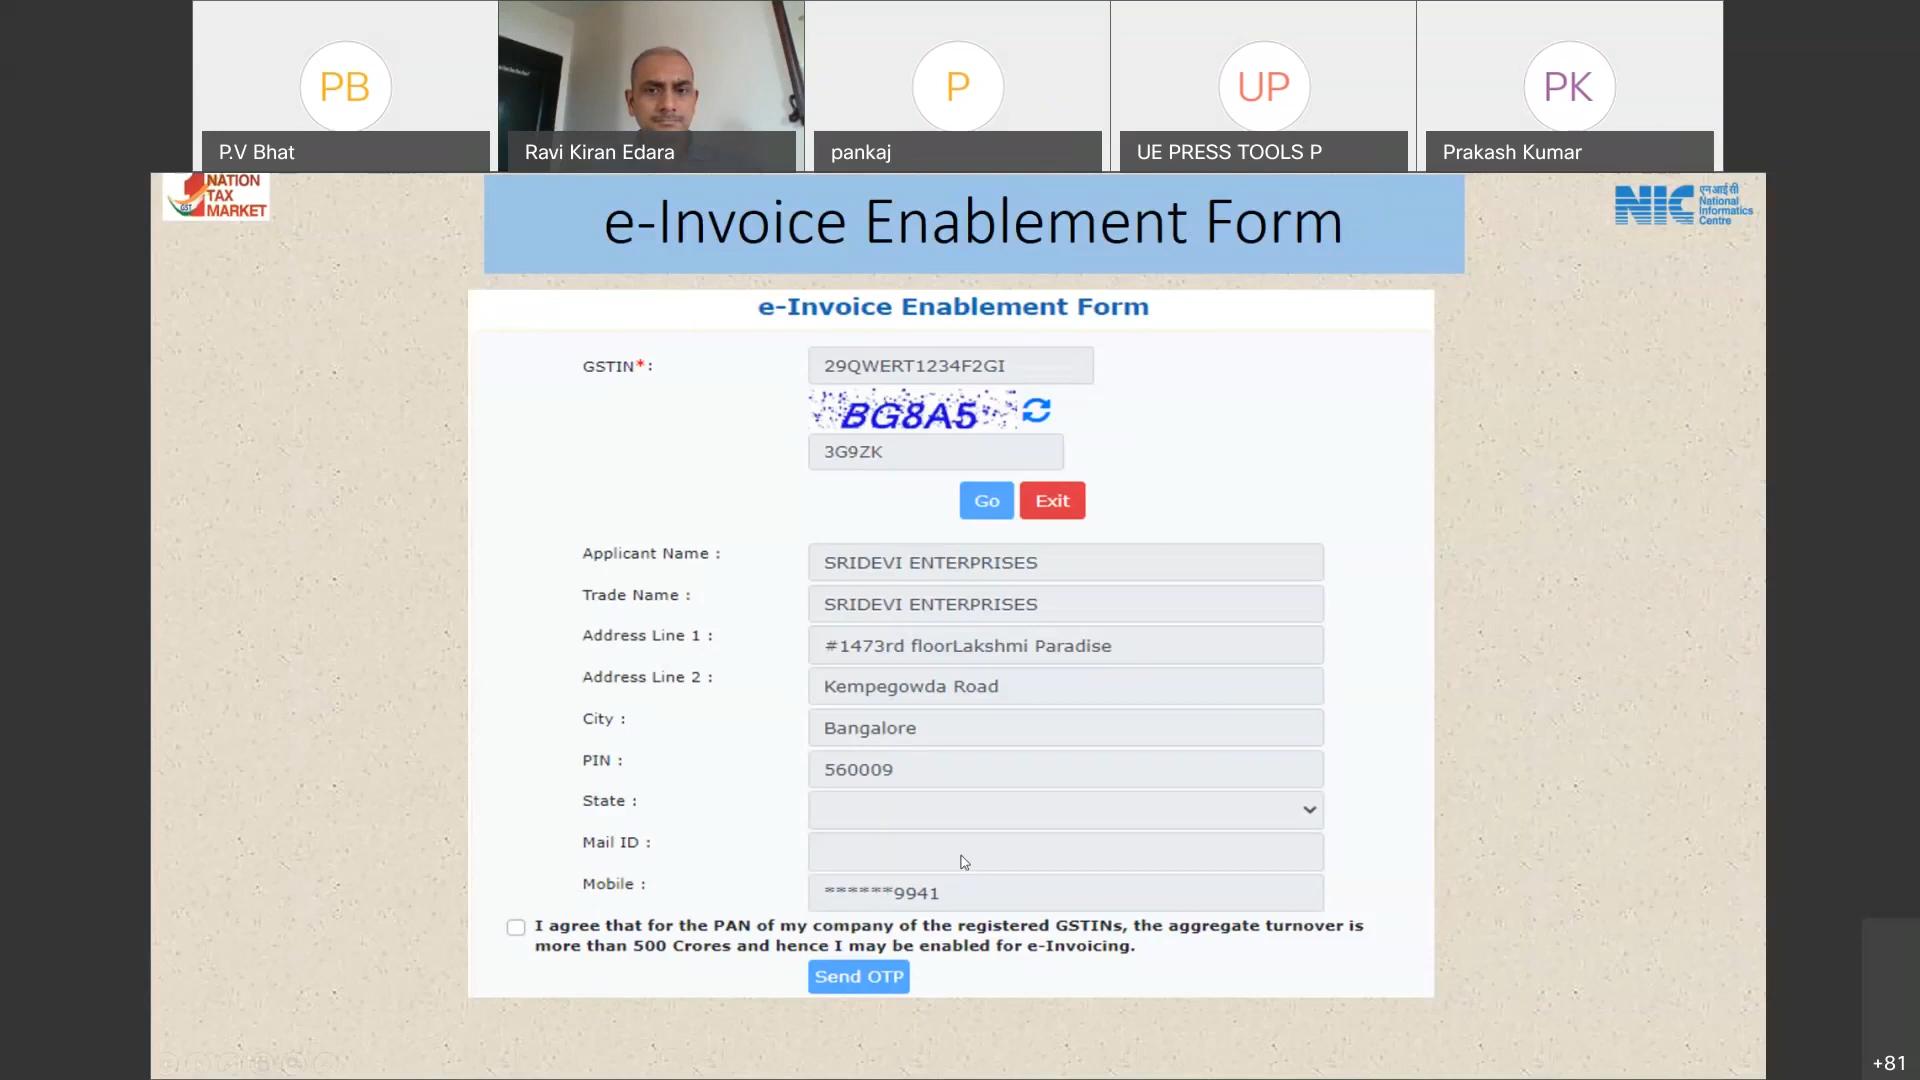 PB
P
UP
PK
P.V Bhat
Ravi Kiran Edara
pankaj
UE PRESS TOOLS P
Prakash Kumar
NATION
TAX
MARKET
GST
e-Invoice Enablement Form
NIC
एन आई सी
National
Informatics
Centre
e-Invoice Enablement Form
GSTIN*: 29QWERT1234F2GI
BG8A5
3G9ZK
Go Exit
Applicant Name : SRIDEVI ENTERPRISES
Trade Name : SRIDEVI ENTERPRISES
Address Line 1 : #1473rd floorLakshmi Paradise
Address Line 2 : Kempegowda Road
City : Bangalore
PIN : 560009
State :
Mail ID :
Mobile : ******9941
I agree that for the PAN of my company of the registered GSTINs, the aggregate turnover is
more than 500 Crores and hence I may be enabled for e-Invoicing.
Send OTP
+81